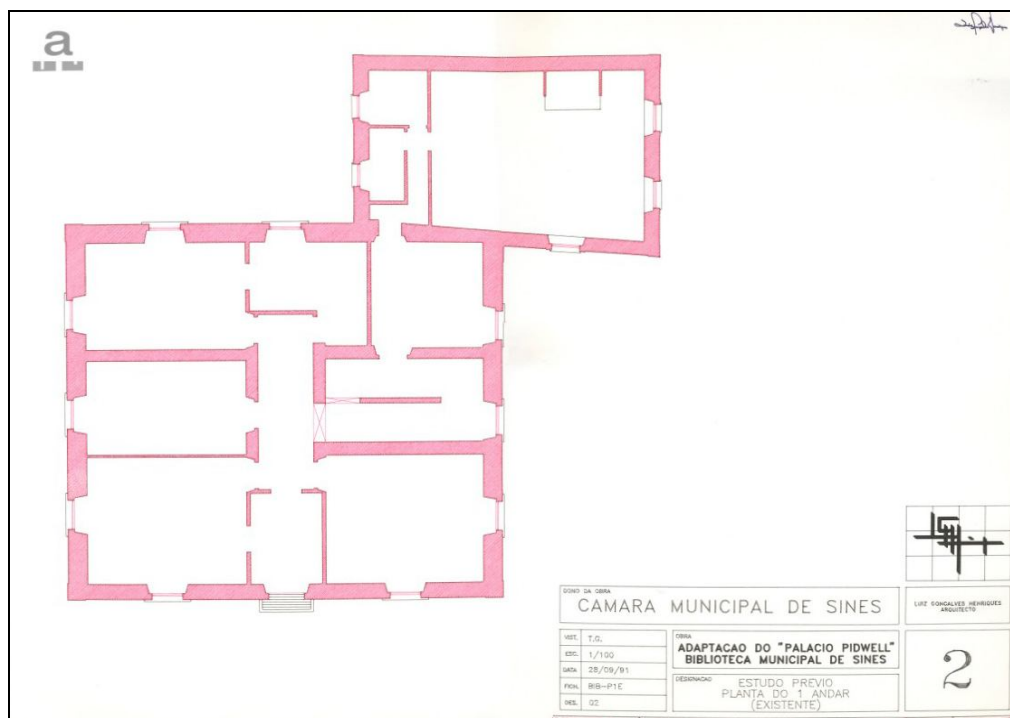 a
DONO DA OBRA
CAMARA MUNICIPAL DE SINES
LUIZ GONCALVES HENRIQUES
ARQUITECTO
VIST. T.G.
ESC. 1/100
DATA 28/09/91
FICH. BIB-P1E
DES. 02
OBRA
ADAPTACAO DO "PALACIO PIDWELL"
BIBLIOTECA MUNICIPAL DE SINES
DESIGNACAO
ESTUDO PREVIO
PLANTA DO 1 ANDAR
(EXISTENTE)
2